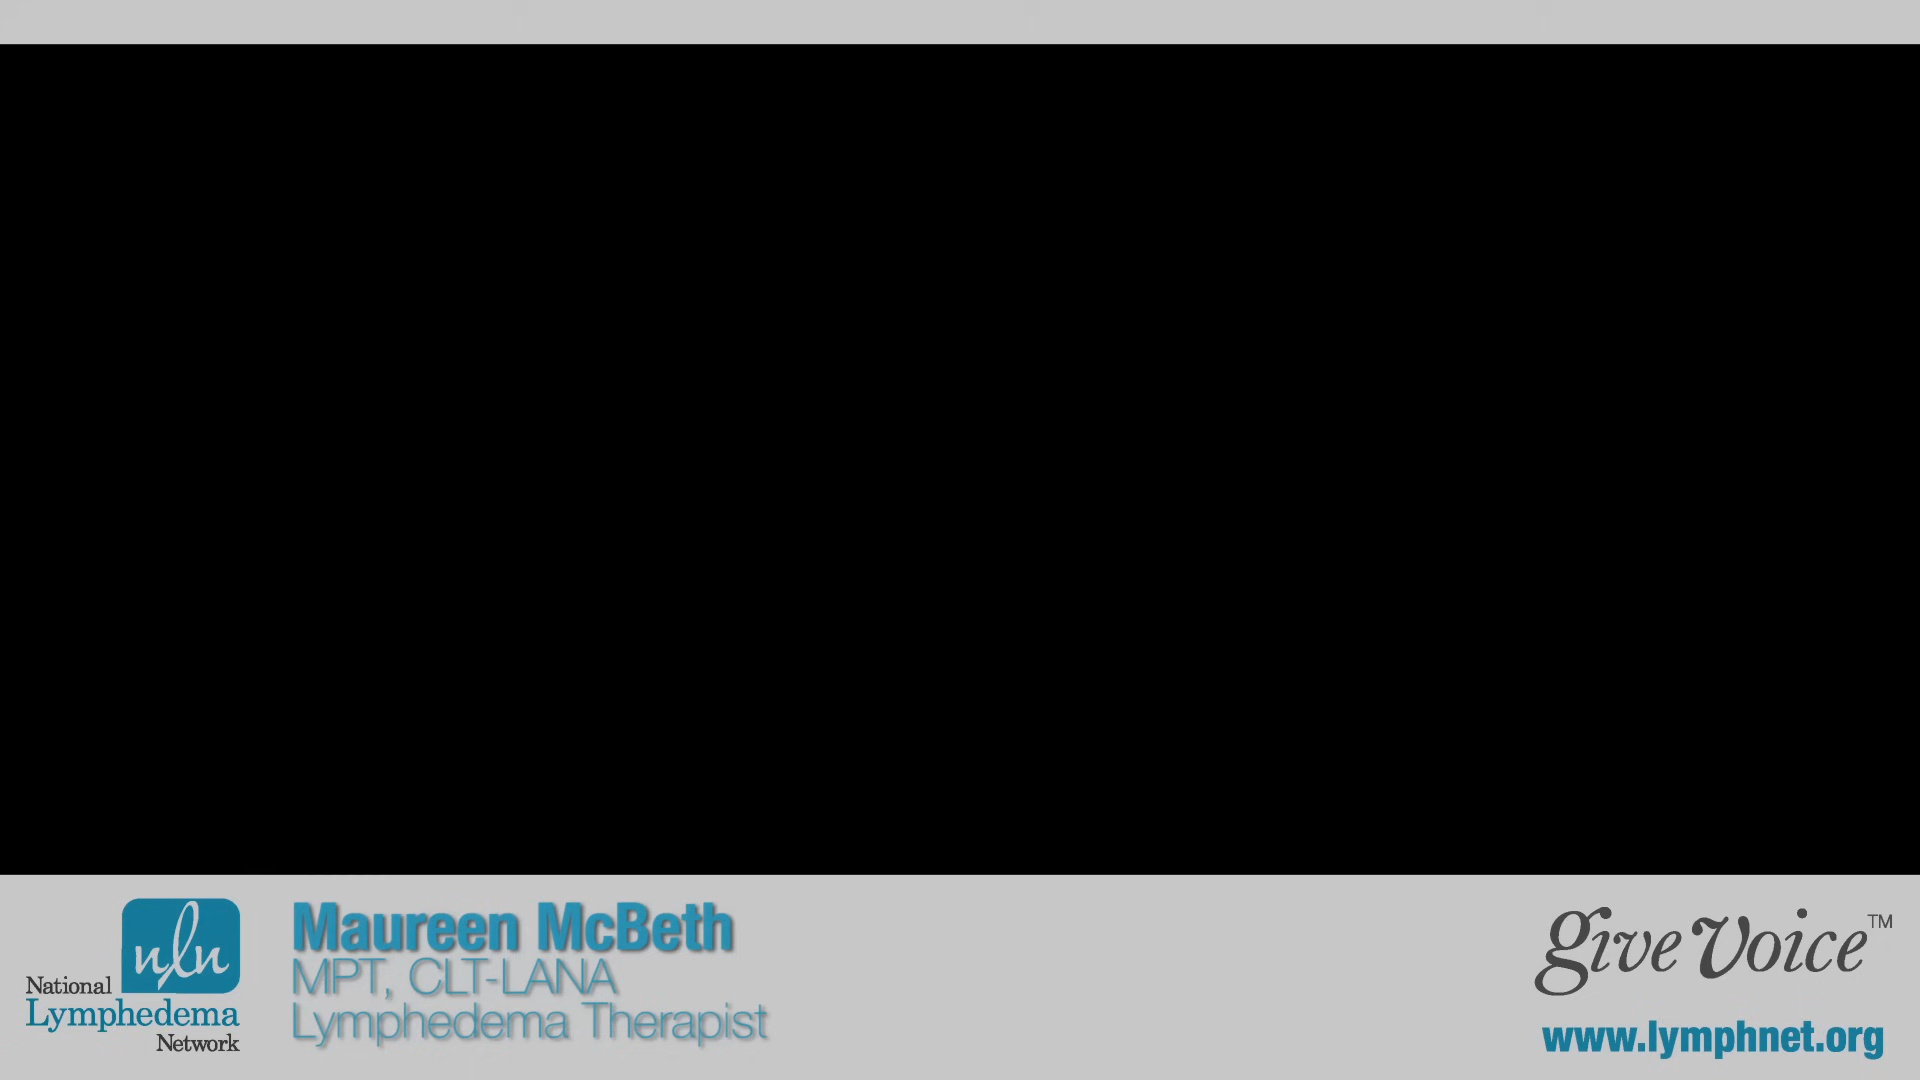 nln
National
Lymphedema
Network
Maureen McBeth
MPT, CLT-LANA
Lymphedema Therapist
give Voice™
www.lymphnet.org